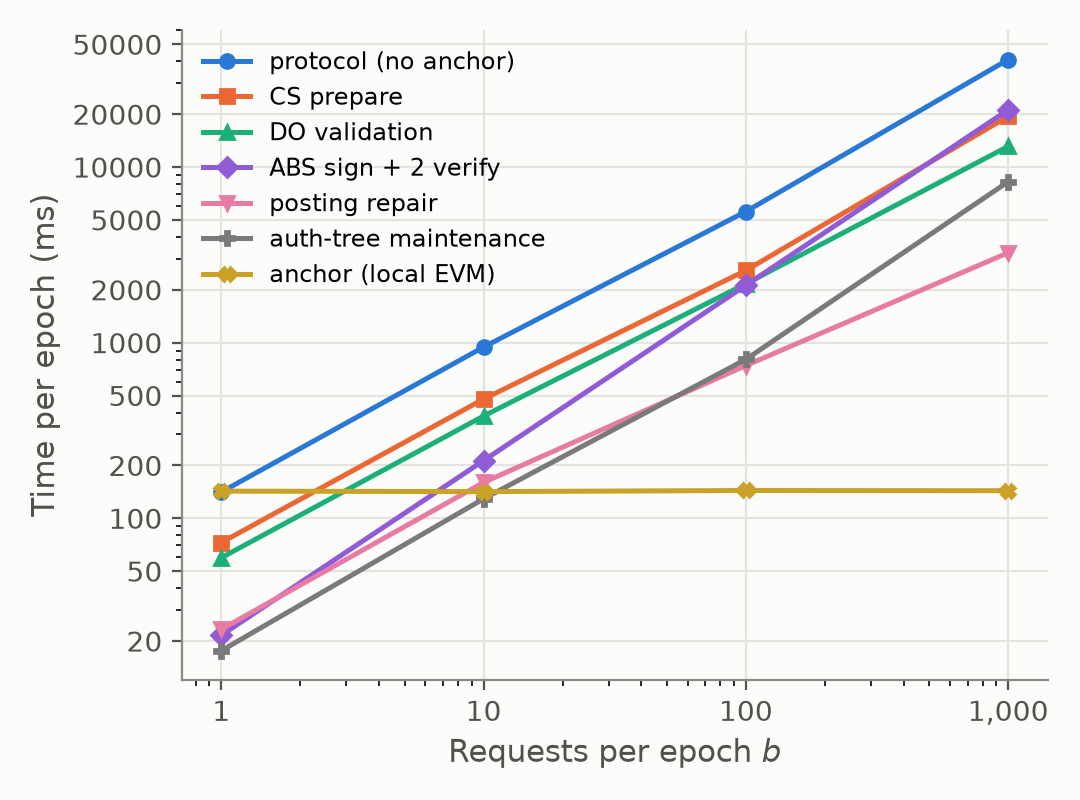 Time per epoch (ms)
50000
20000
10000
5000
2000
1000
500
200
100
50
20
protocol (no anchor)
CS prepare
DO validation
ABS sign + 2 verify
posting repair
auth-tree maintenance
anchor (local EVM)
1 10 100 1,000
Requests per epoch b